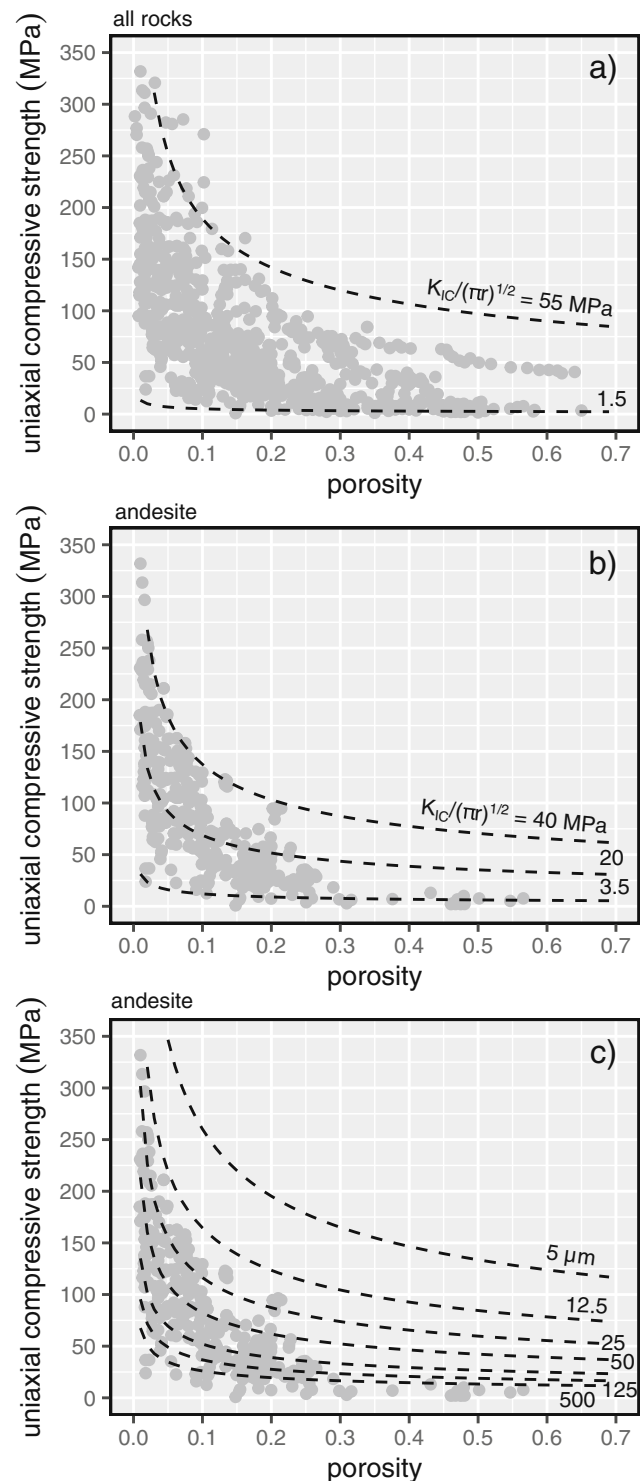 all rocks
a)
uniaxial compressive strength (MPa)
350
300
250
200
150
100
50
0
K_IC/(πr)^1/2 = 55 MPa
1.5
0.0 0.1 0.2 0.3 0.4 0.5 0.6 0.7
porosity
andesite
b)
uniaxial compressive strength (MPa)
350
300
250
200
150
100
50
0
K_IC/(πr)^1/2 = 40 MPa
20
3.5
0.0 0.1 0.2 0.3 0.4 0.5 0.6 0.7
porosity
andesite
c)
uniaxial compressive strength (MPa)
350
300
250
200
150
100
50
0
5 µm
12.5
25
50
125
500
0.0 0.1 0.2 0.3 0.4 0.5 0.6 0.7
porosity